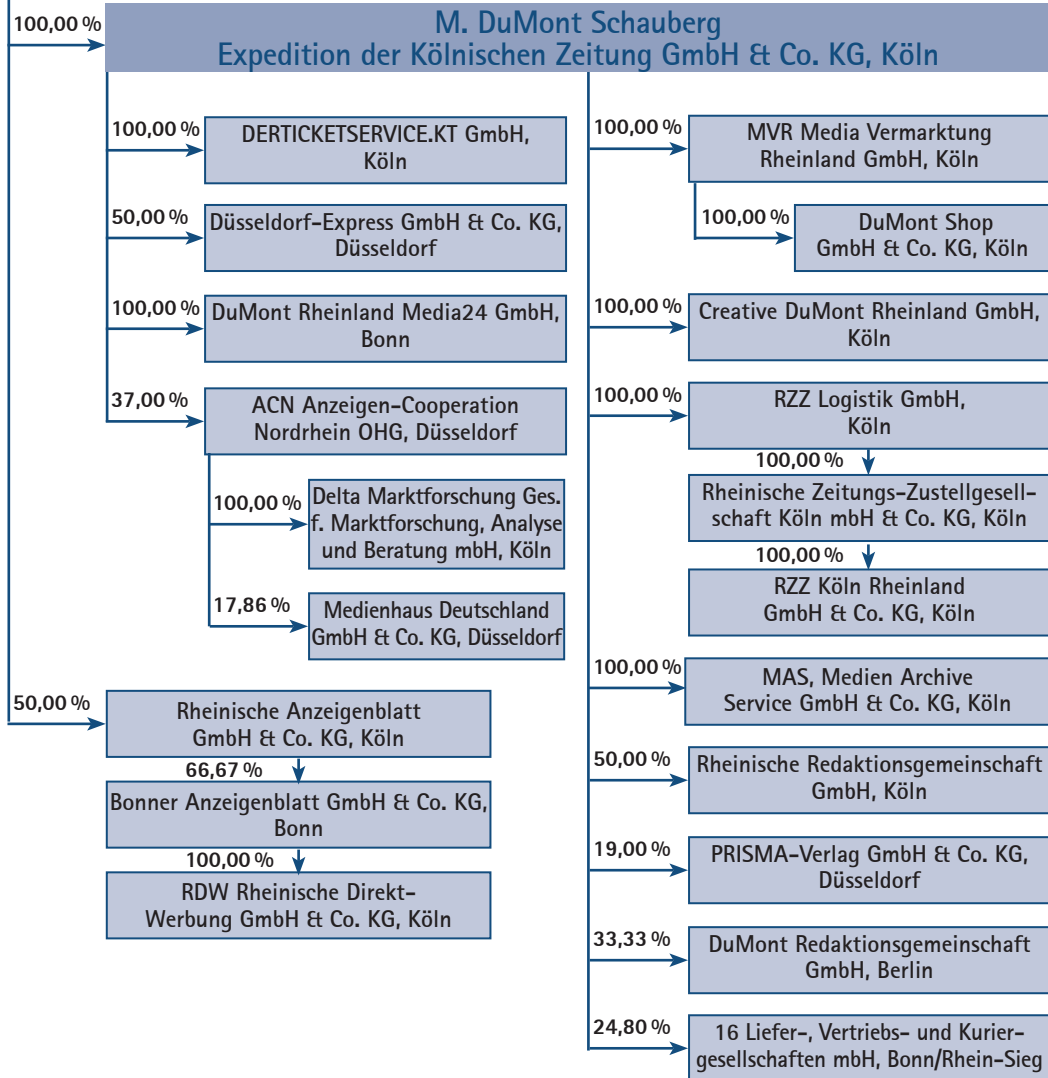 100,00 %
M. DuMont Schauberg
Expedition der Kölnischen Zeitung GmbH & Co. KG, Köln
100,00 %
DERTICKETSERVICE.KT GmbH,
Köln
50,00 %
Düsseldorf-Express GmbH & Co. KG,
Düsseldorf
100,00 %
DuMont Rheinland Media24 GmbH,
Bonn
37,00 %
ACN Anzeigen-Cooperation
Nordrhein OHG, Düsseldorf
100,00 %
Delta Marktforschung Ges.
f. Marktforschung, Analyse
und Beratung mbH, Köln
17,86 %
Medienhaus Deutschland
GmbH & Co. KG, Düsseldorf
50,00 %
Rheinische Anzeigenblatt
GmbH & Co. KG, Köln
66,67 %
Bonner Anzeigenblatt GmbH & Co. KG,
Bonn
100,00 %
RDW Rheinische Direkt-
Werbung GmbH & Co. KG, Köln
100,00 %
MVR Media Vermarktung
Rheinland GmbH, Köln
100,00 %
DuMont Shop
GmbH & Co. KG, Köln
100,00 %
Creative DuMont Rheinland GmbH,
Köln
100,00 %
RZZ Logistik GmbH,
Köln
100,00 %
Rheinische Zeitungs-Zustellgesell-
schaft Köln mbH & Co. KG, Köln
100,00 %
RZZ Köln Rheinland
GmbH & Co. KG, Köln
100,00 %
MAS, Medien Archive
Service GmbH & Co. KG, Köln
50,00 %
Rheinische Redaktionsgemeinschaft
GmbH, Köln
19,00 %
PRISMA-Verlag GmbH & Co. KG,
Düsseldorf
33,33 %
DuMont Redaktionsgemeinschaft
GmbH, Berlin
24,80 %
16 Liefer-, Vertriebs- und Kurier-
gesellschaften mbH, Bonn/Rhein-Sieg